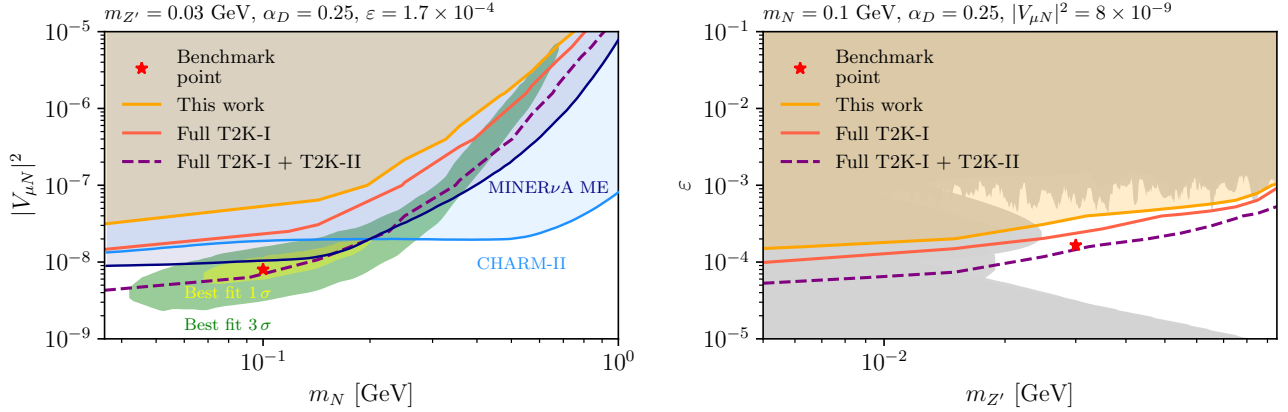 m_{Z'} = 0.03 GeV, α_D = 0.25, ε = 1.7 × 10^{-4}
10^{-5}
10^{-6}
10^{-7}
10^{-8}
10^{-9}
|V_{μN}|^2
Benchmark
point
This work
Full T2K-I
Full T2K-I + T2K-II
MINERνA ME
CHARM-II
Best fit 1 σ
Best fit 3 σ
10^{-1}
10^0
m_N [GeV]
m_N = 0.1 GeV, α_D = 0.25, |V_{μN}|^2 = 8 × 10^{-9}
10^{-1}
10^{-2}
10^{-3}
10^{-4}
10^{-5}
ε
Benchmark
point
This work
Full T2K-I
Full T2K-I + T2K-II
10^{-2}
m_{Z'} [GeV]